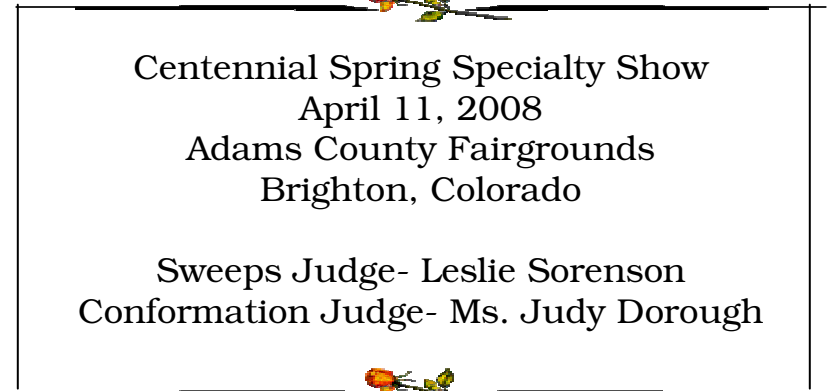 Centennial Spring Specialty Show
April 11, 2008
Adams County Fairgrounds
Brighton, Colorado
Sweeps Judge- Leslie Sorenson
Conformation Judge- Ms. Judy Dorough